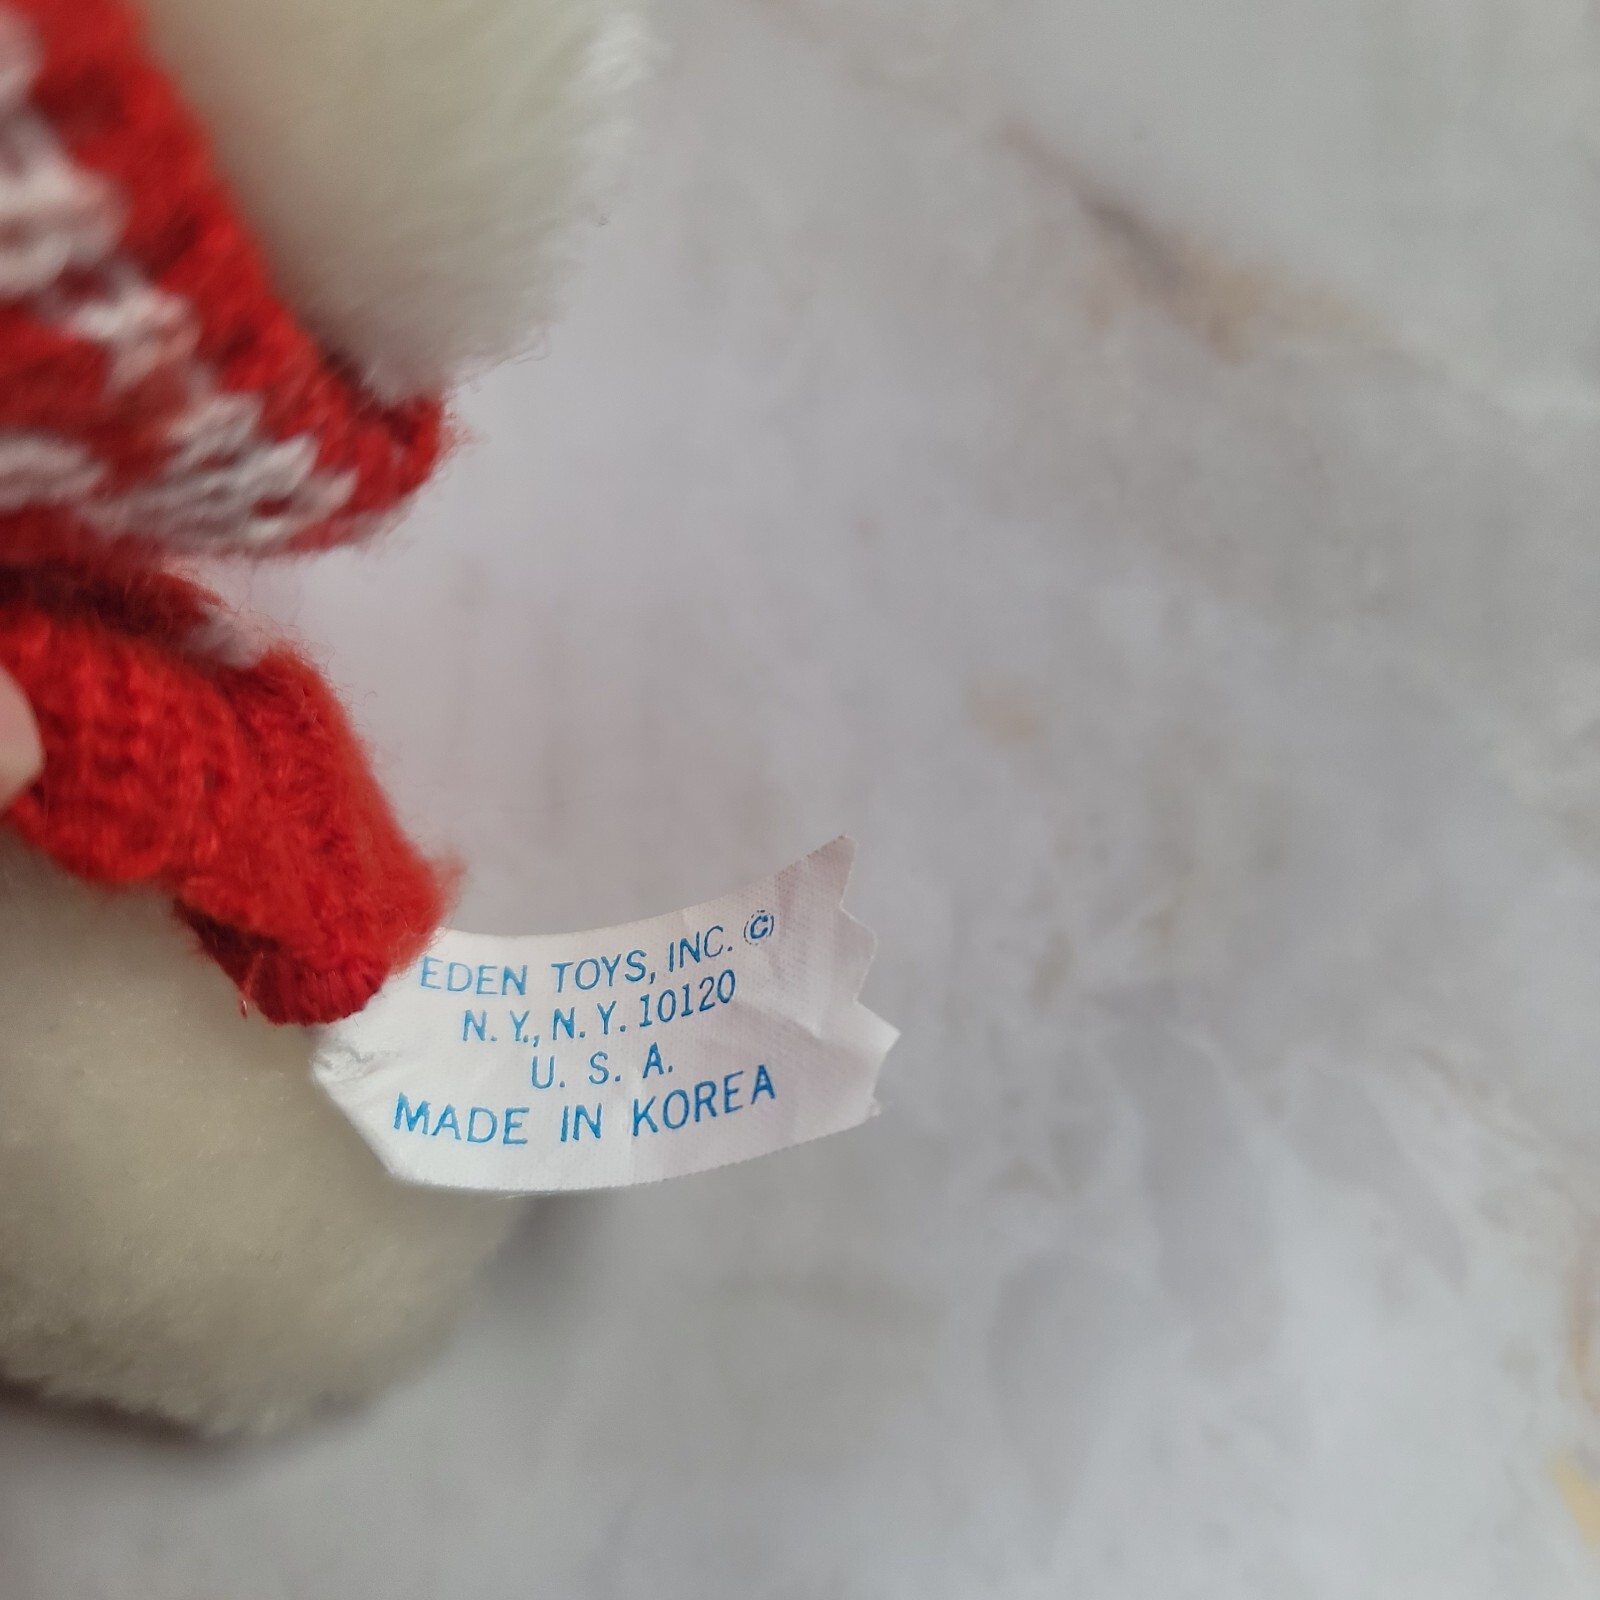 EDEN TOYS, INC. ©
N. Y., N. Y. 10120
U. S. A.
MADE IN KOREA